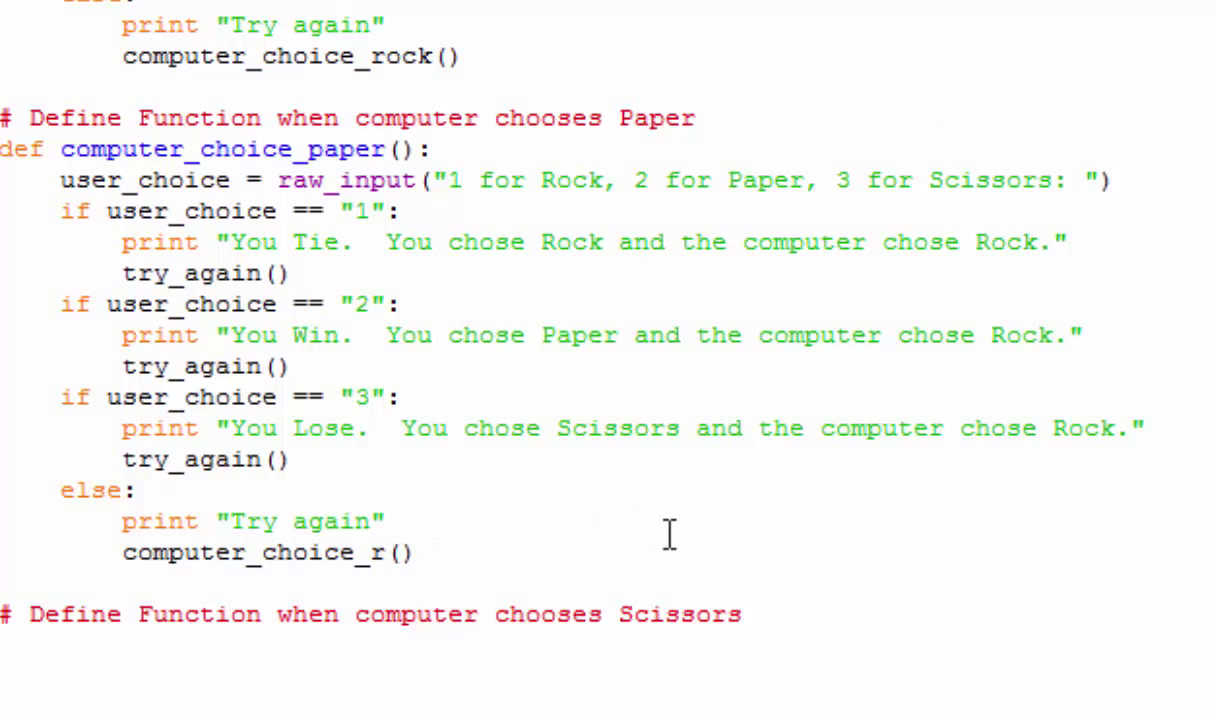 print "Try again"
computer_choice_rock()
# Define Function when computer chooses Paper
def computer_choice_paper():
user_choice = raw_input("1 for Rock, 2 for Paper, 3 for Scissors: ")
if user_choice == "1":
print "You Tie.  You chose Rock and the computer chose Rock."
try_again()
if user_choice == "2":
print "You Win.  You chose Paper and the computer chose Rock."
try_again()
if user_choice == "3":
print "You Lose.  You chose Scissors and the computer chose Rock."
try_again()
else:
print "Try again"
computer_choice_r()
# Define Function when computer chooses Scissors